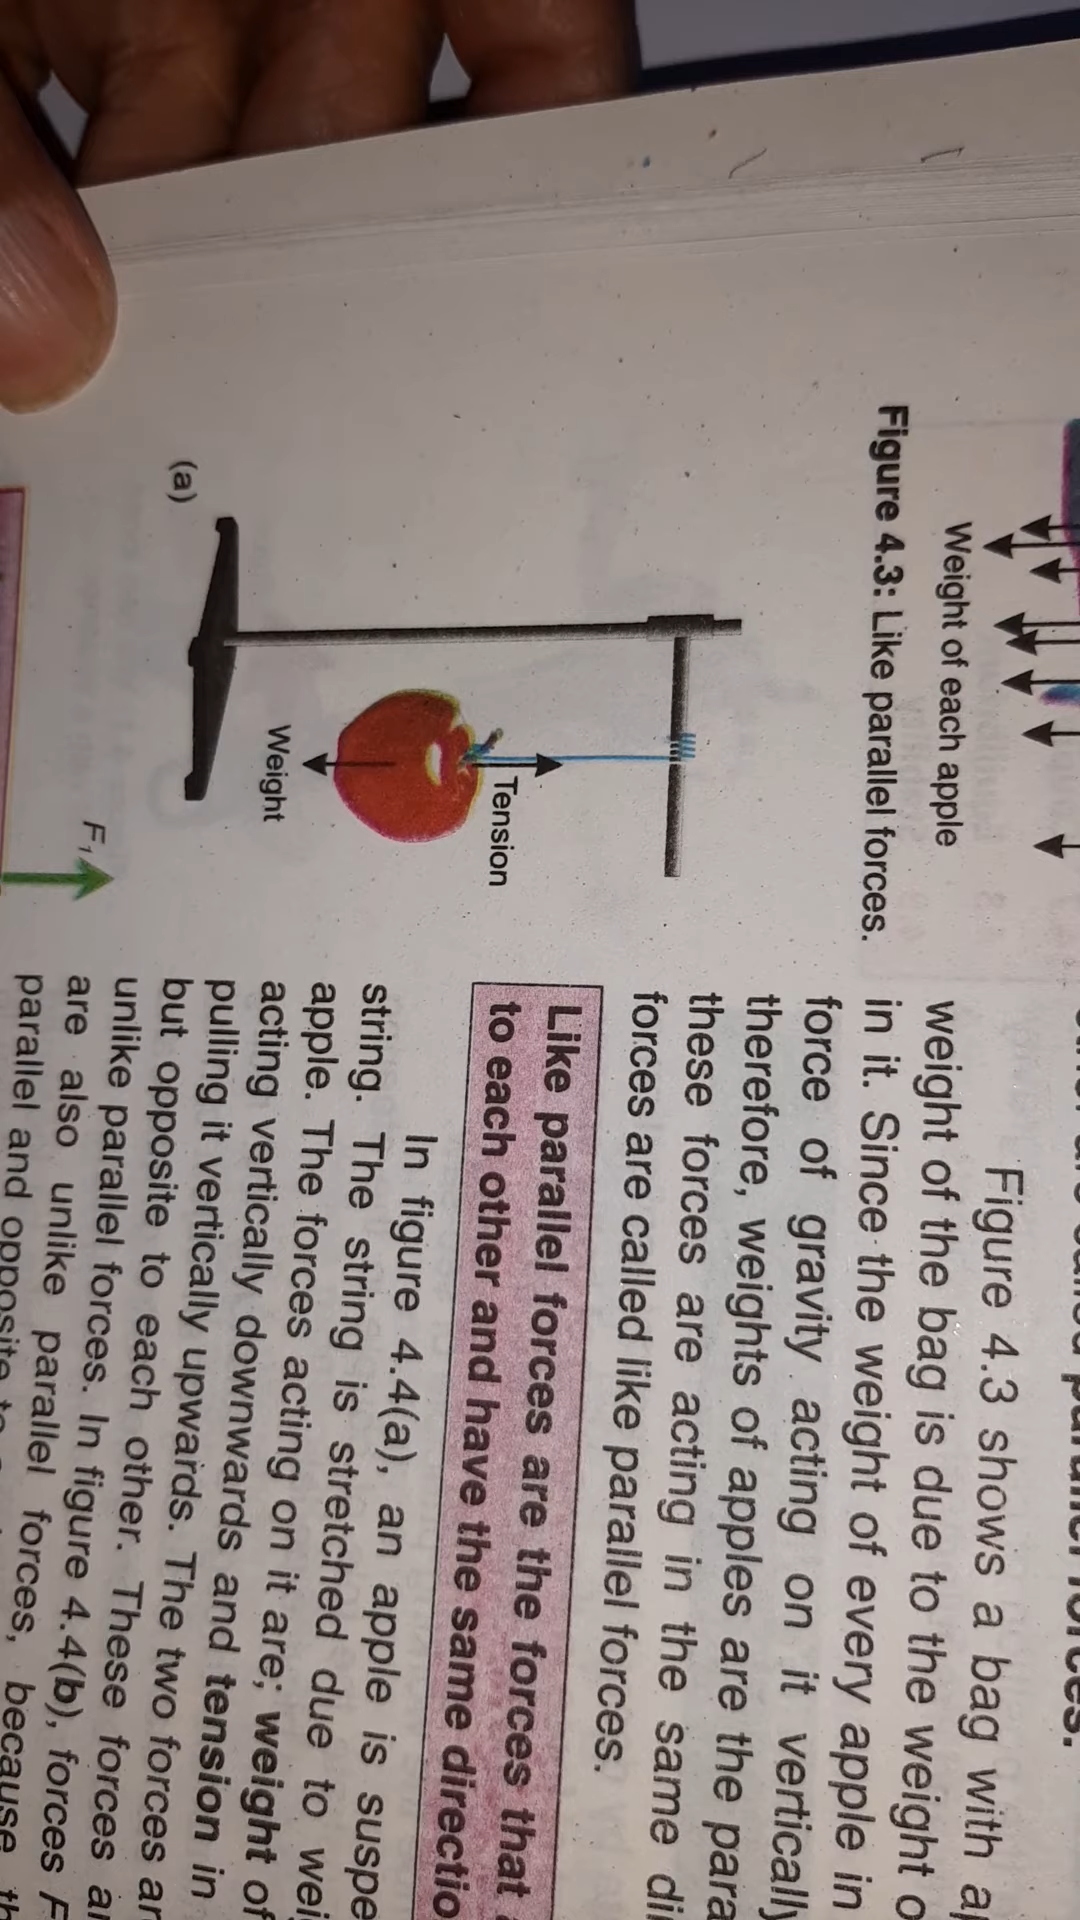 Weight of each apple
Figure 4.3: Like parallel forces.
Tension
Weight
(a)
F₁
Figure 4.3 shows a bag with
weight of the bag is due to the weight
in it. Since the weight of every apple in
force of gravity acting on it vertically
therefore, weights of apples are the
these forces are acting in the same
forces are called like parallel forces.
Like parallel forces are the forces that
to each other and have the same
In figure 4.4(a), an apple is
string. The string is stretched due to
apple. The forces acting on it are; weight of
acting vertically downwards and tension in
pulling it vertically upwards. The two forces
but opposite to each other. These forces
unlike parallel forces. In figure 4.4(b), forces F
are also unlike parallel forces, because
parallel and opposite